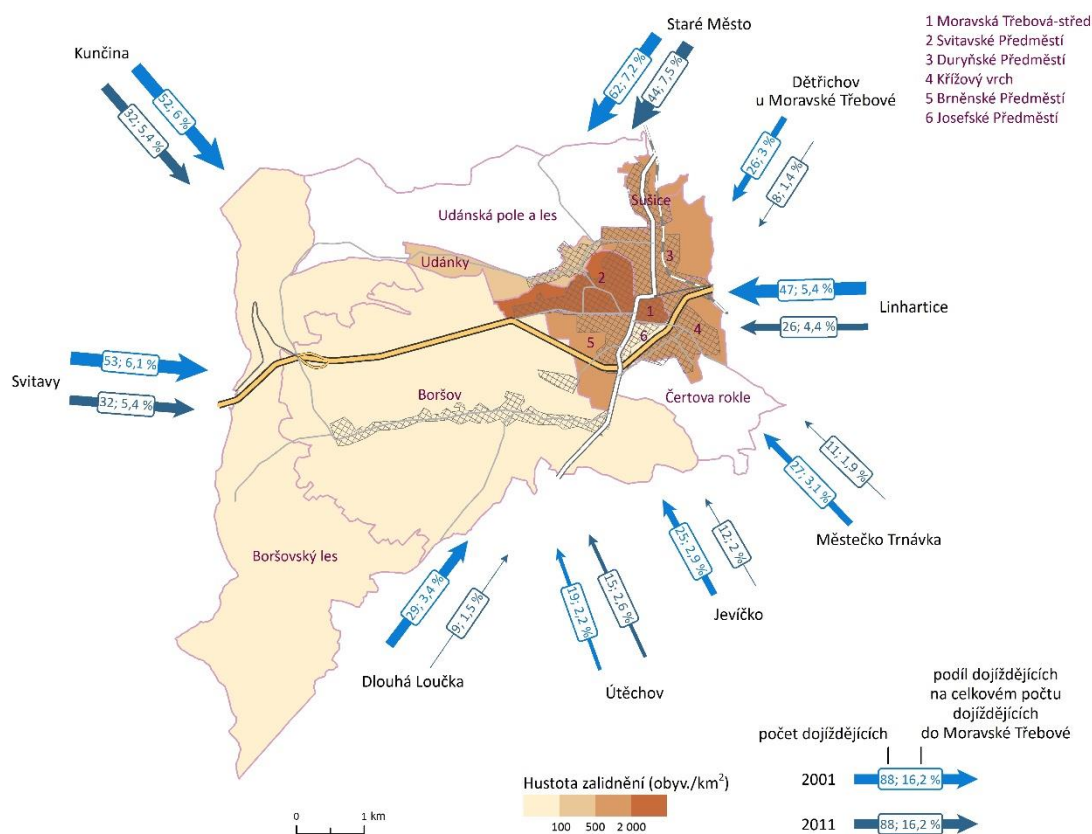 Kunčina
52; 6 %
32; 5,4 %
Staré Město
62; 7,2 %
44; 7,5 %
1 Moravská Třebová-střed
2 Svitavské Předměstí
3 Duryňské Předměstí
4 Křížový vrch
5 Brněnské Předměstí
6 Josefské Předměstí
Dětřichov
u Moravské Třebové
26; 3 %
8; 1,4 %
Sušice
Udánská pole a les
Udánky
3
2
1
47; 5,4 %
Linhartice
26; 4,4 %
4
6
5
53; 6,1 %
Svitavy
32; 5,4 %
Boršov
Čertova rokle
11; 1,9 %
27; 3,1 %
Městečko Trnávka
25; 2,9 %
12; 2 %
Jevíčko
Boršovský les
29; 3,4 %
9; 1,5 %
Dlouhá Loučka
19; 2,2 %
15; 2,6 %
Útěchov
podíl dojíždějících
na celkovém počtu
dojíždějících
do Moravské Třebové
počet dojíždějících
2001
88; 16,2 %
2011
88; 16,2 %
Hustota zalidnění (obyv./km²)
100 500 2 000
0 1 km